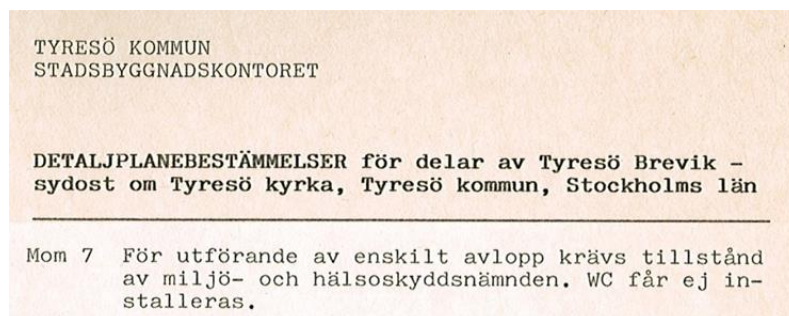 TYRESÖ KOMMUN
STADSBYGGNADSKONTORET
DETALJPLANEBESTÄMMELSER för delar av Tyresö Brevik –
sydost om Tyresö kyrka, Tyresö kommun, Stockholms län
Mom 7 För utförande av enskilt avlopp krävs tillstånd
av miljö- och hälsoskyddsnämnden. WC får ej in-
stalleras.